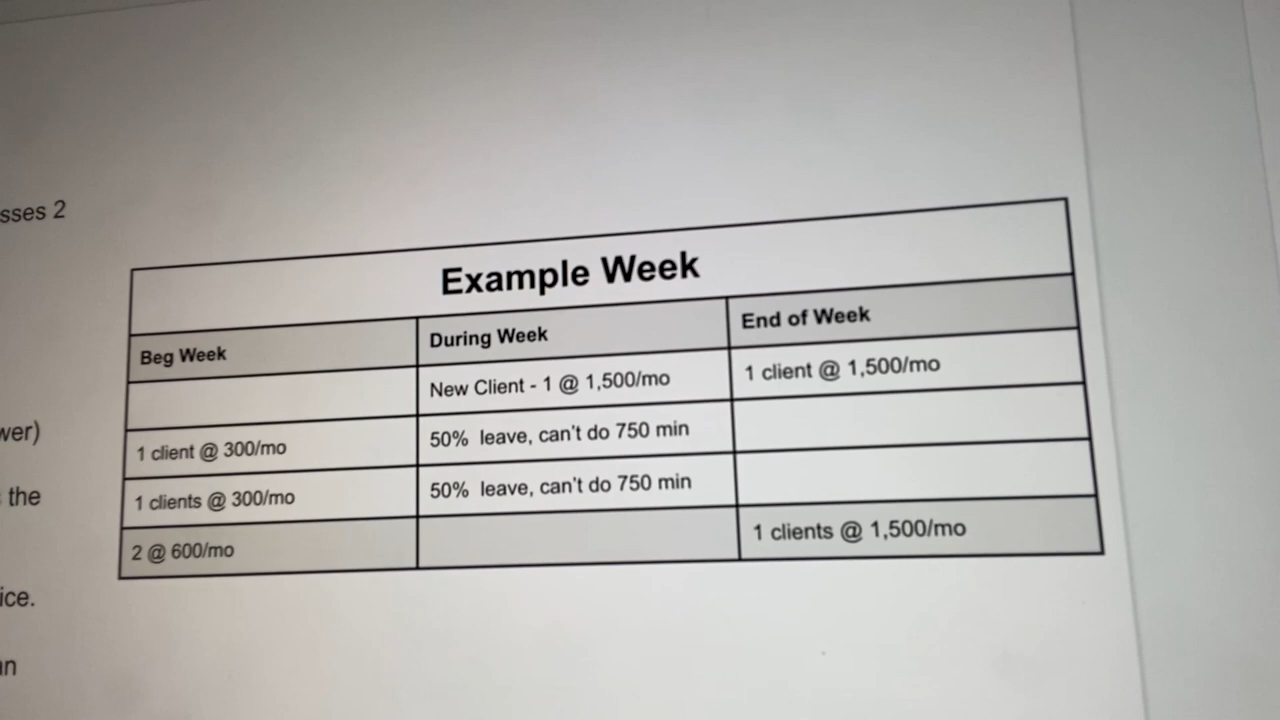 sses 2
Example Week
Beg Week During Week End of Week
New Client - 1 @ 1,500/mo 1 client @ 1,500/mo
wer)
1 client @ 300/mo 50% leave, can't do 750 min
the
1 clients @ 300/mo 50% leave, can't do 750 min
2 @ 600/mo 1 clients @ 1,500/mo
ice.
an